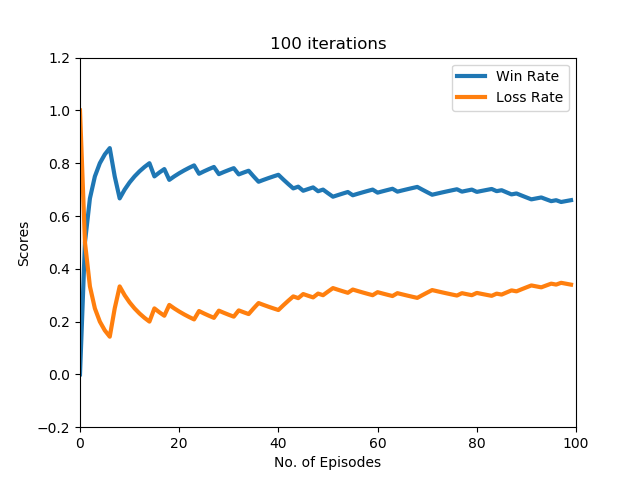 100 iterations
Win Rate
Loss Rate
Scores
1.2
1.0
0.8
0.6
0.4
0.2
0.0
−0.2
0 20 40 60 80 100
No. of Episodes